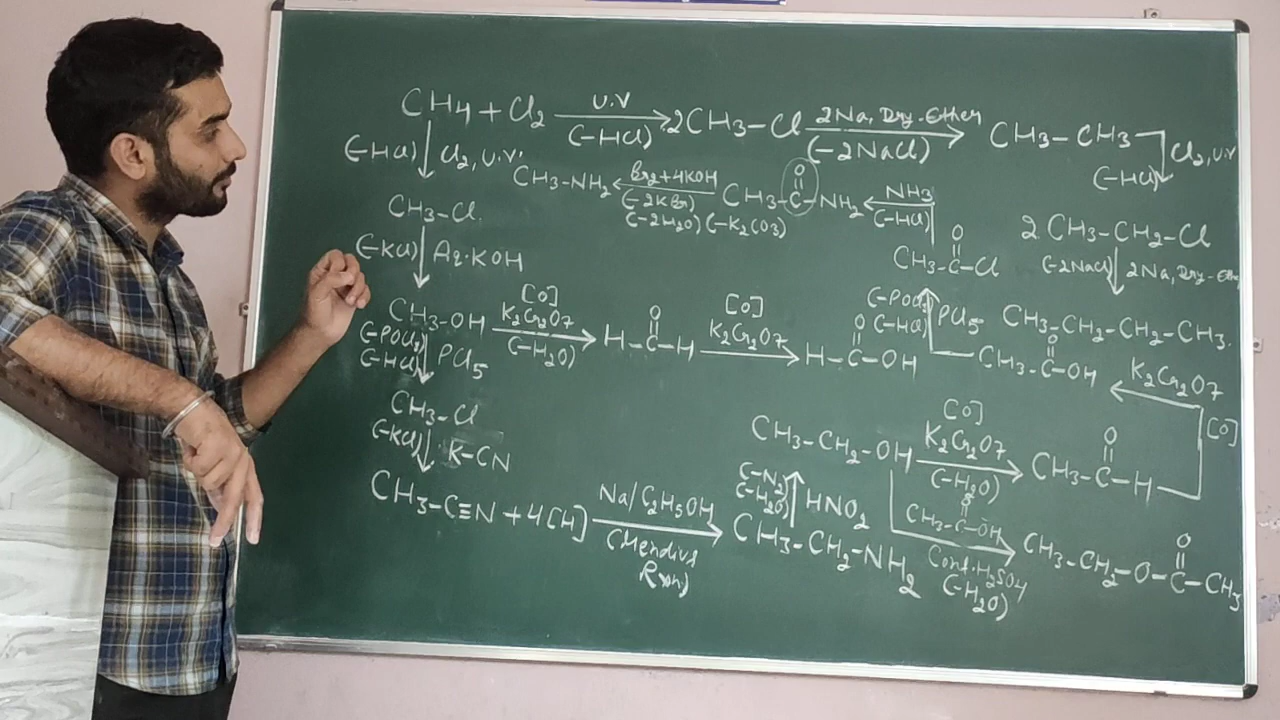 CH4 + Cl2 U.V (-HCl) 2CH3-Cl 2Na, Dry-Ether (-2NaCl) CH3-CH3
(-HCl) Cl2, U.V. Cl2, U.V (-HCl)
CH3-NH2 Br2+4KOH (-2KBr) (-2H2O) (-K2CO3) CH3-C-NH2 O NH3 (-HCl)
CH3-Cl. CH3-C-Cl O 2CH3-CH2-Cl
(-KCl) Aq.KOH (-2NaCl) 2Na, Dry-Ethe
CH3-OH [O] K2Cr2O7 (-H2O) H-C-H O [O] K2Cr2O7 H-C-OH O (-POCl3) (-HCl) PCl5 CH3-CH2-CH2-CH3.
(-POCl3) (-HCl) PCl5 CH3-C-OH O K2Cr2O7 [O]
CH3-Cl
(-KCl) K-CN CH3-CH2-OH [O] K2Cr2O7 (-H2O) CH3-C-H O
CH3-C≡N + 4[H] Na/C2H5OH (Mendius Rxn) CH3-CH2-NH2 (-N2) (-H2O) HNO2
CH3-C-OH O Conc.H2SO4 (-H2O) CH3-CH2-O-C-CH3 O